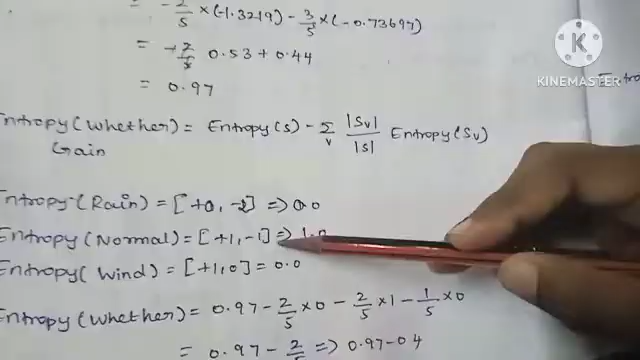 = - 2/5 × (-1.3219) - 3/5 × (-0.73697)
= + 2/5 0.53 + 0.44
= 0.97
K
KINEMASTER
Entropy(Whether) = Entropy(S) - Σ v |Sv|/|S| Entropy(Sv)
Gain
Entropy(Rain) = [+0, -2] => 0.0
Entropy(Normal) = [+1, -1] => 1.0
Entropy(Wind) = [+1, 0] = 0.0
Entropy(Whether) = 0.97 - 2/5 × 0 - 2/5 × 1 - 1/5 × 0
= 0.97 - 2/5 => 0.97 - 0.4